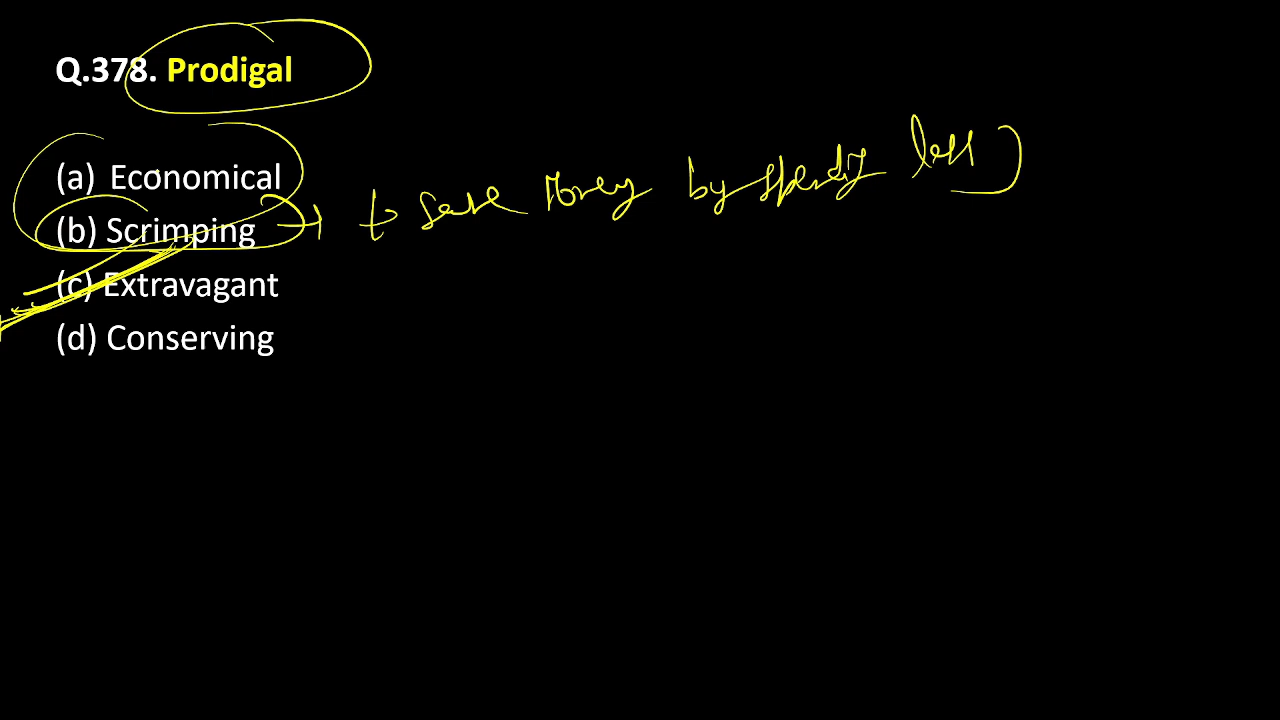 Q.378. Prodigal
(a) Economical
(b) Scrimping → to save Money by spending less)
(c) Extravagant
(d) Conserving